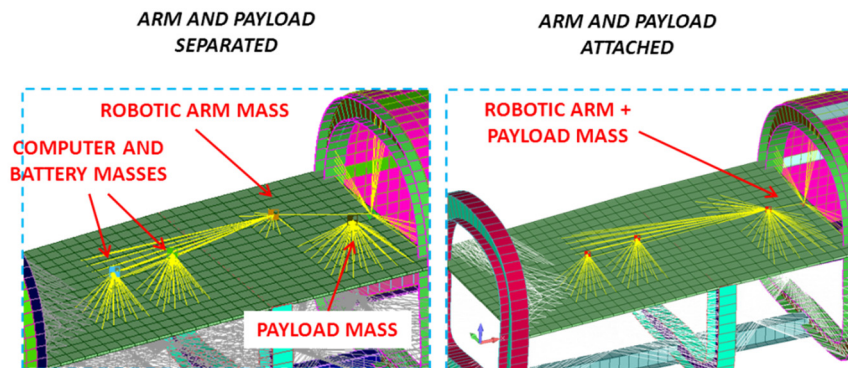 ARM AND PAYLOAD
SEPARATED
ARM AND PAYLOAD
ATTACHED
ROBOTIC ARM MASS
COMPUTER AND
BATTERY MASSES
PAYLOAD MASS
ROBOTIC ARM +
PAYLOAD MASS